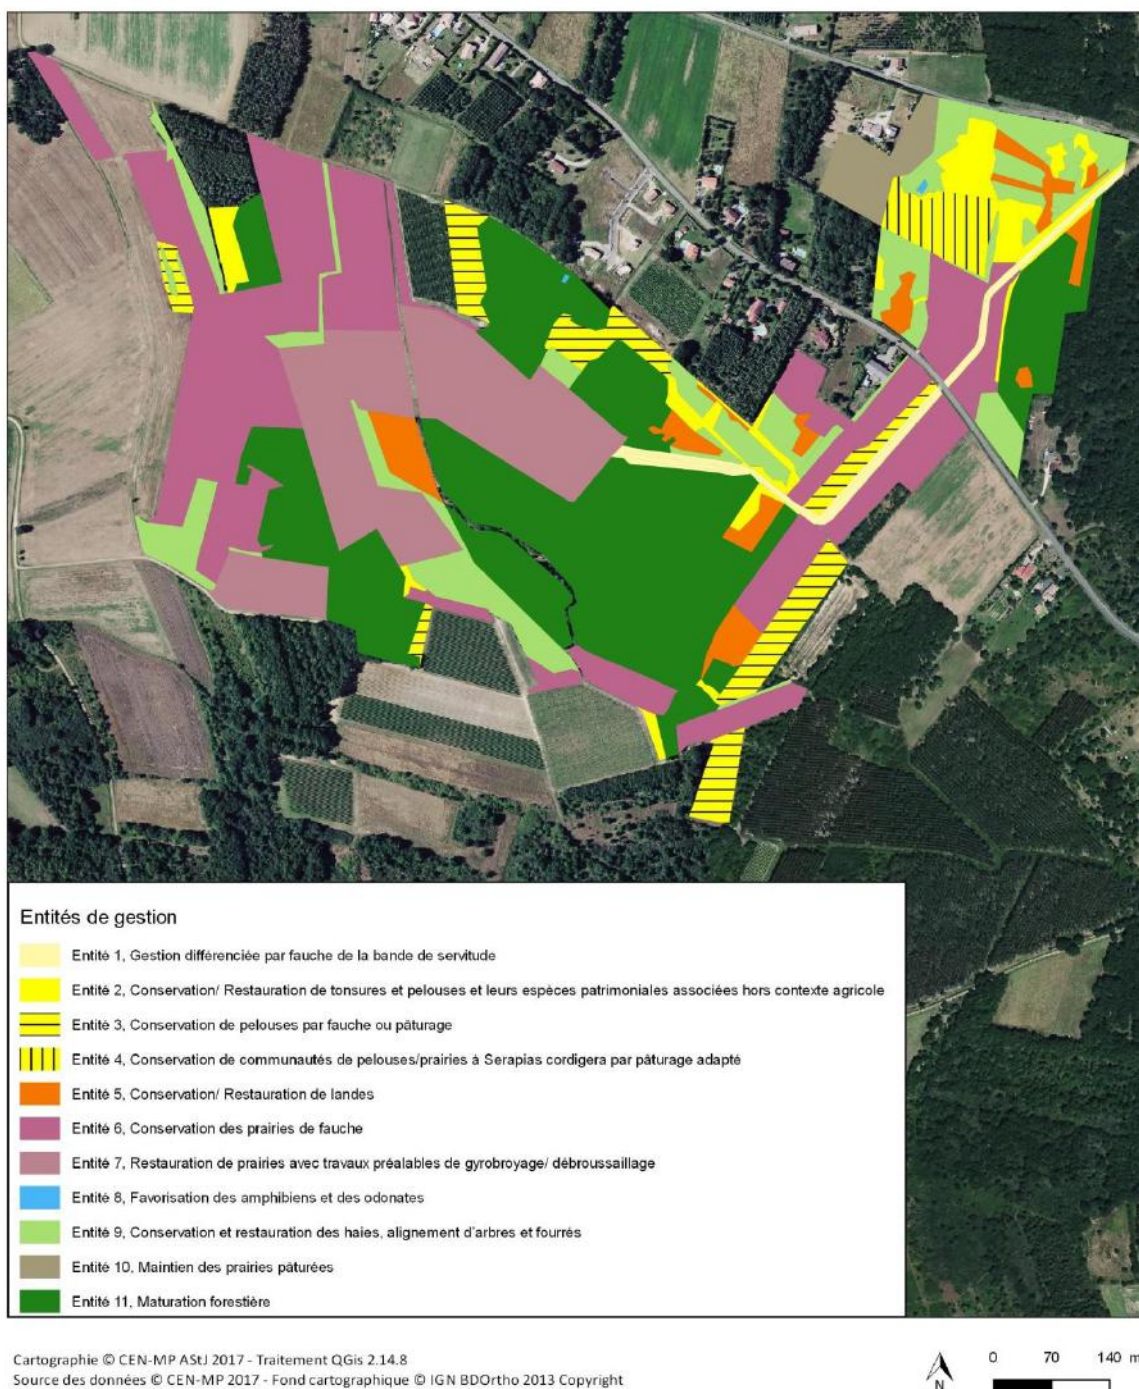 Entités de gestion
Entité 1, Gestion différenciée par fauche de la bande de servitude
Entité 2, Conservation/ Restauration de tonsures et pelouses et leurs espèces patrimoniales associées hors contexte agricole
Entité 3, Conservation de pelouses par fauche ou pâturage
Entité 4, Conservation de communautés de pelouses/prairies à Serapias cordigera par pâturage adapté
Entité 5, Conservation/ Restauration de landes
Entité 6, Conservation des prairies de fauche
Entité 7, Restauration de prairies avec travaux préalables de gyrobroyage/ débroussaillage
Entité 8, Favorisation des amphibiens et des odonates
Entité 9, Conservation et restauration des haies, alignement d'arbres et fourrés
Entité 10, Maintien des prairies pâturées
Entité 11, Maturation forestière
Cartographie © CEN-MP AStJ 2017 - Traitement QGis 2.14.8
Source des données © CEN-MP 2017 - Fond cartographique © IGN BDOrtho 2013 Copyright
N
0 70 140 m